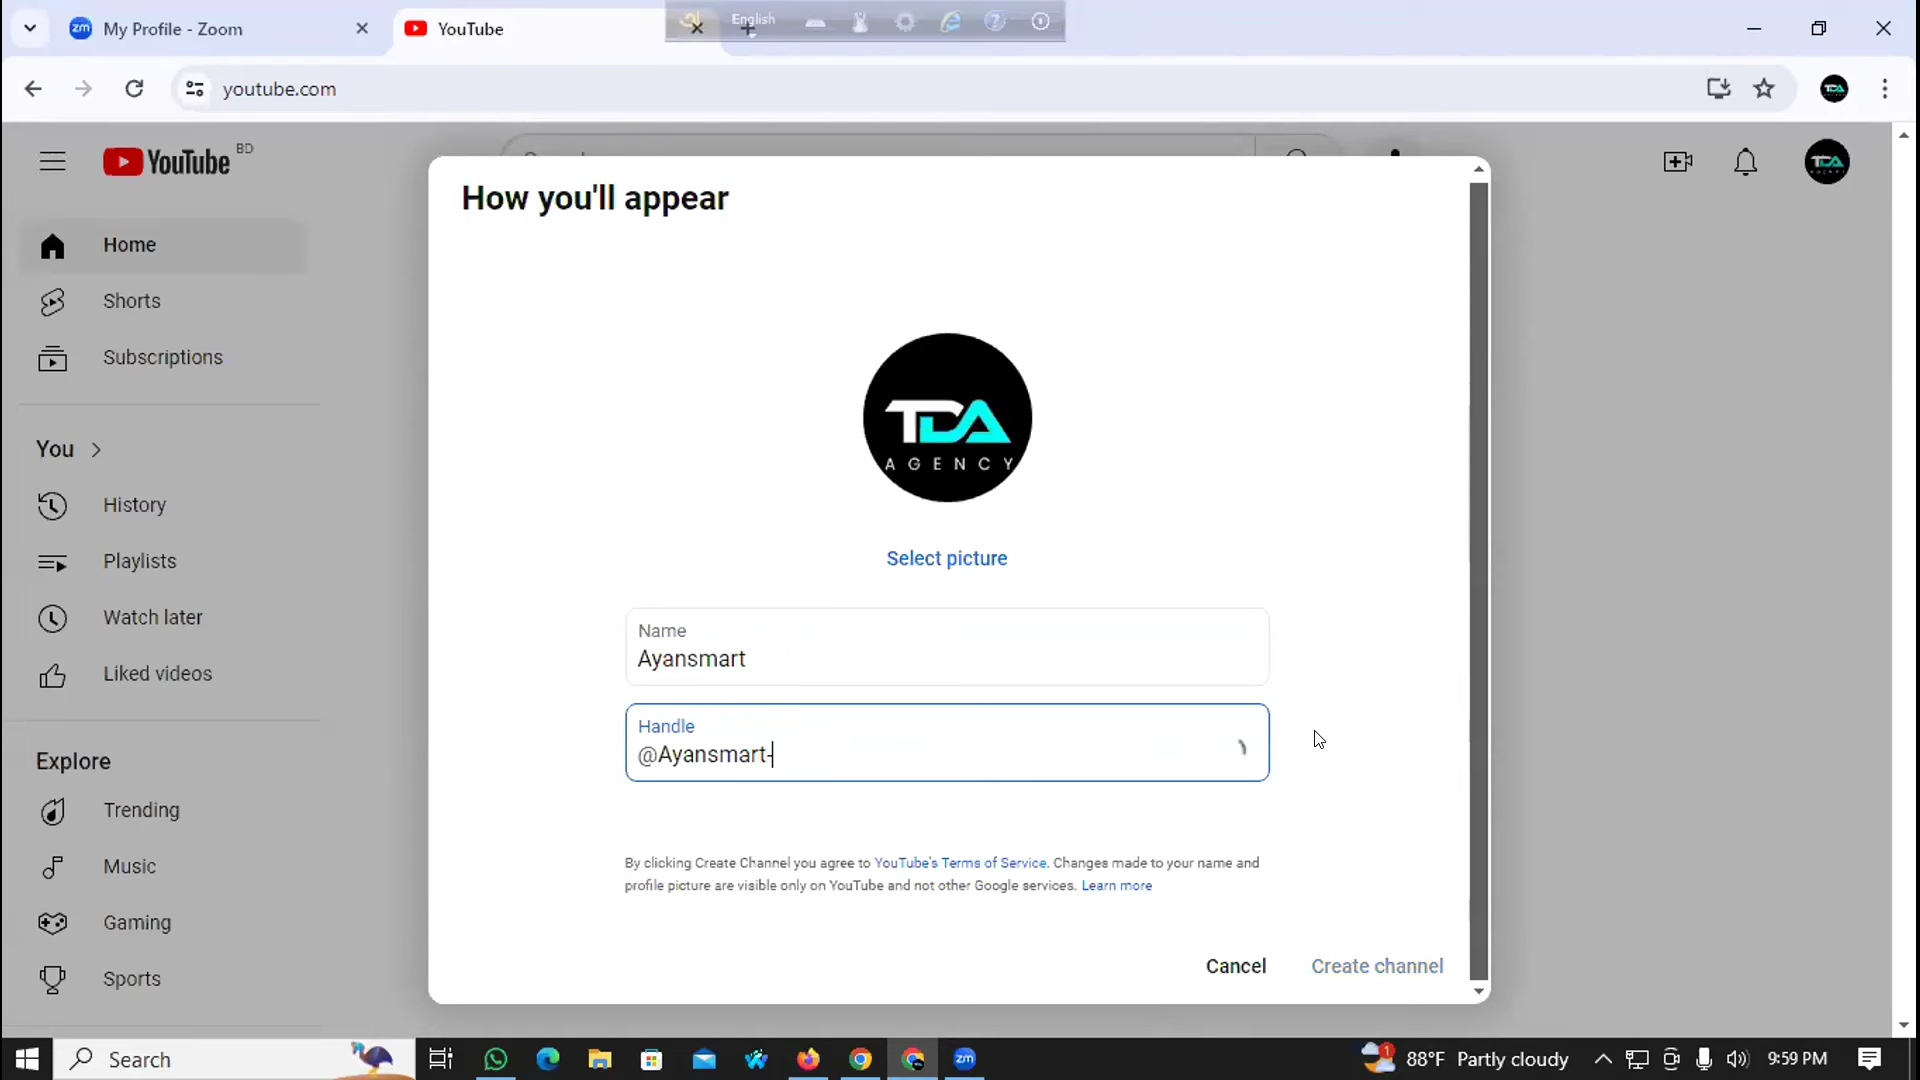 My Profile - Zoom
YouTube
English
youtube.com
YouTube BD
Home
Shorts
Subscriptions
You
History
Playlists
Watch later
Liked videos
Explore
Trending
Music
Gaming
Sports
How you'll appear
TDA
AGENCY
Select picture
Name
Ayansmart
Handle
@Ayansmart-
By clicking Create Channel you agree to YouTube's Terms of Service. Changes made to your name and
profile picture are visible only on YouTube and not other Google services. Learn more
Cancel
Create channel
Search
zm
1
88°F Partly cloudy
9:59 PM